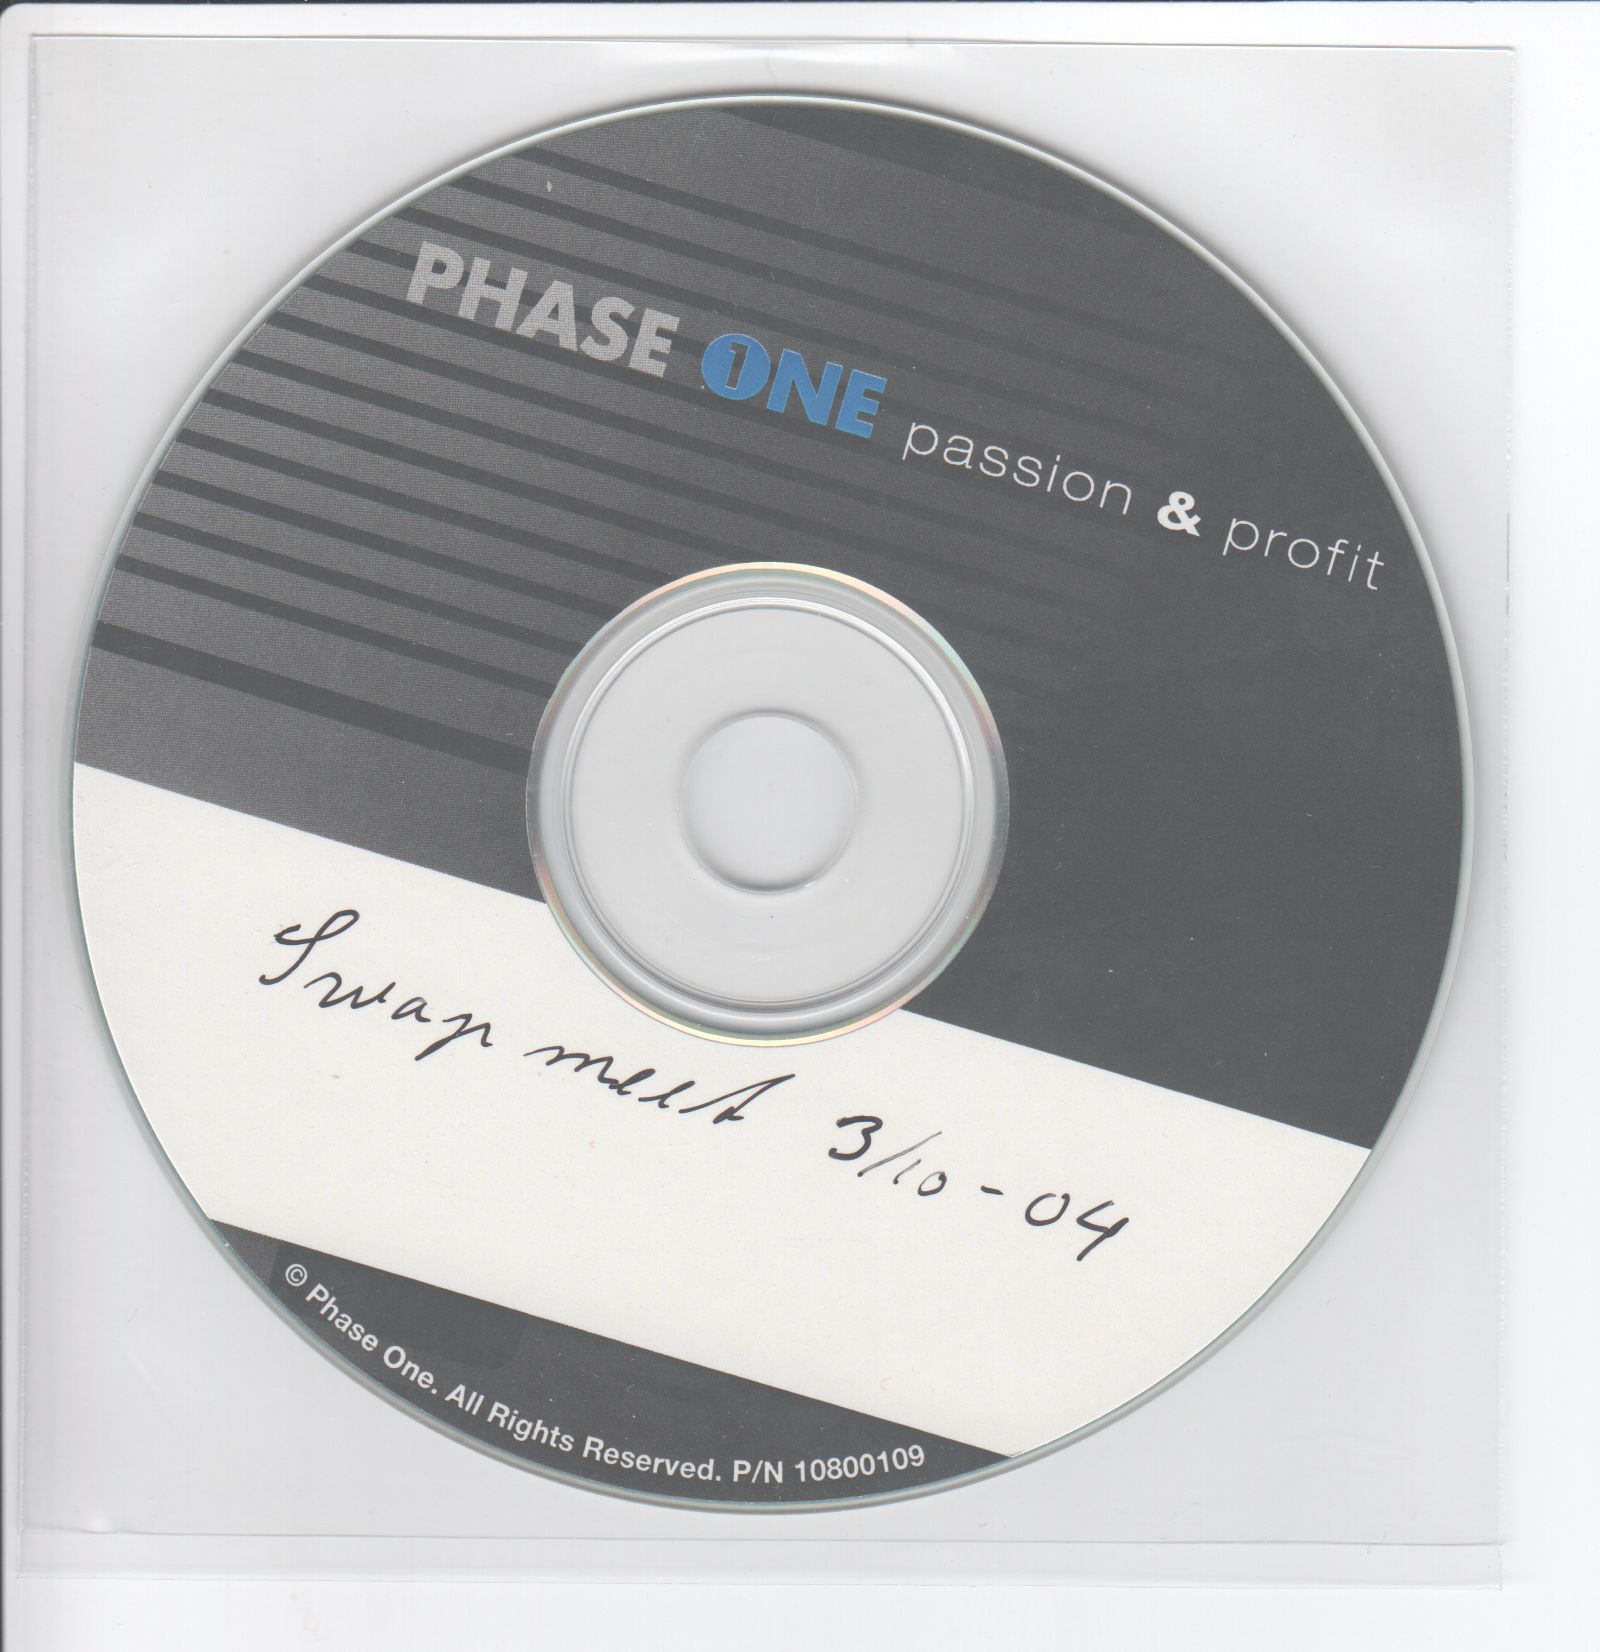 PHASE ONE passion & profit
Swap meet 3/10-04
© Phase One. All Rights Reserved. P/N 10800109